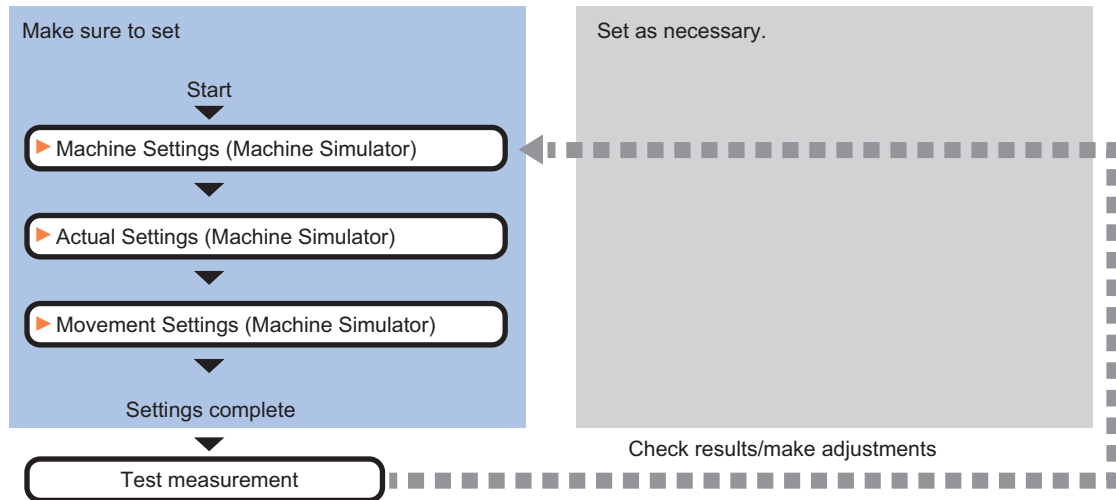 Make sure to set
Start
Machine Settings (Machine Simulator)
Actual Settings (Machine Simulator)
Movement Settings (Machine Simulator)
Settings complete
Test measurement
Set as necessary.
Check results/make adjustments